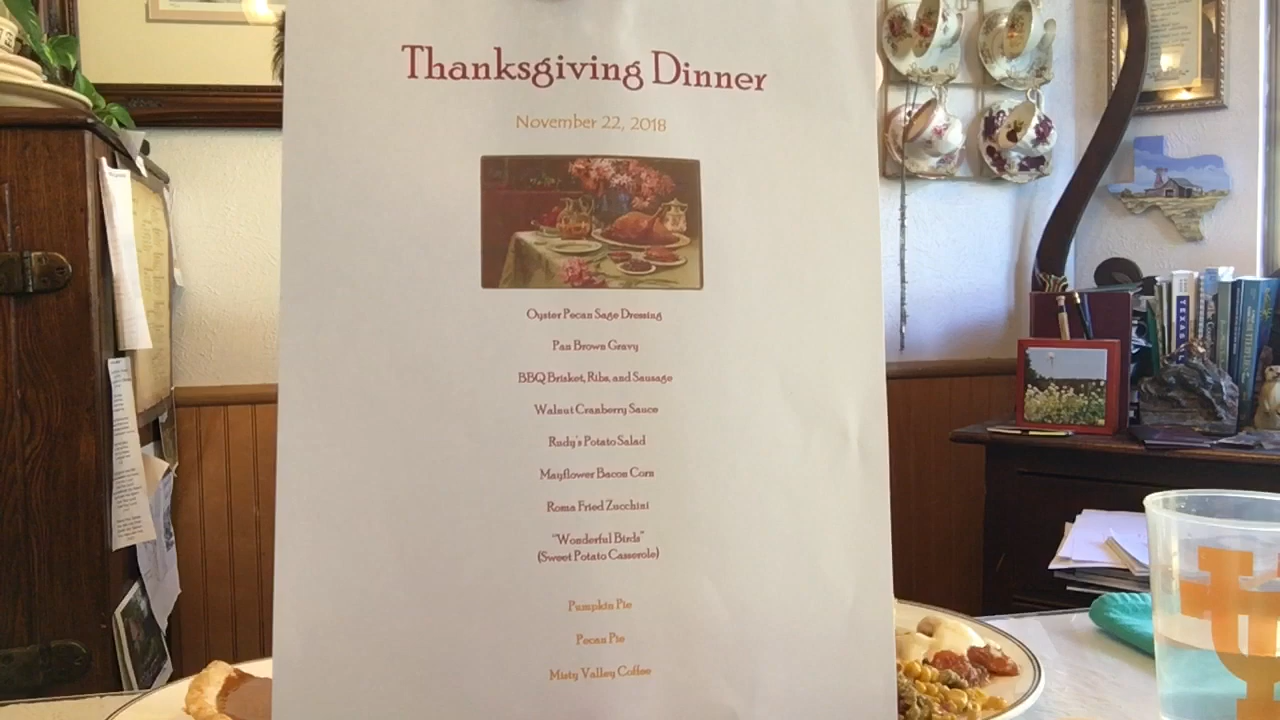 Thanksgiving Dinner
November 22, 2018
Oyster Pecan Sage Dressing
Pan Brown Gravy
BBQ Brisket, Ribs, and Sausage
Walnut Cranberry Sauce
Rudy's Potato Salad
Mayflower Bacon Corn
Roma Fried Zucchini
"Wonderful Birds"
(Sweet Potato Casserole)
Pumpkin Pie
Pecan Pie
Misty Valley Coffee
TEXAS